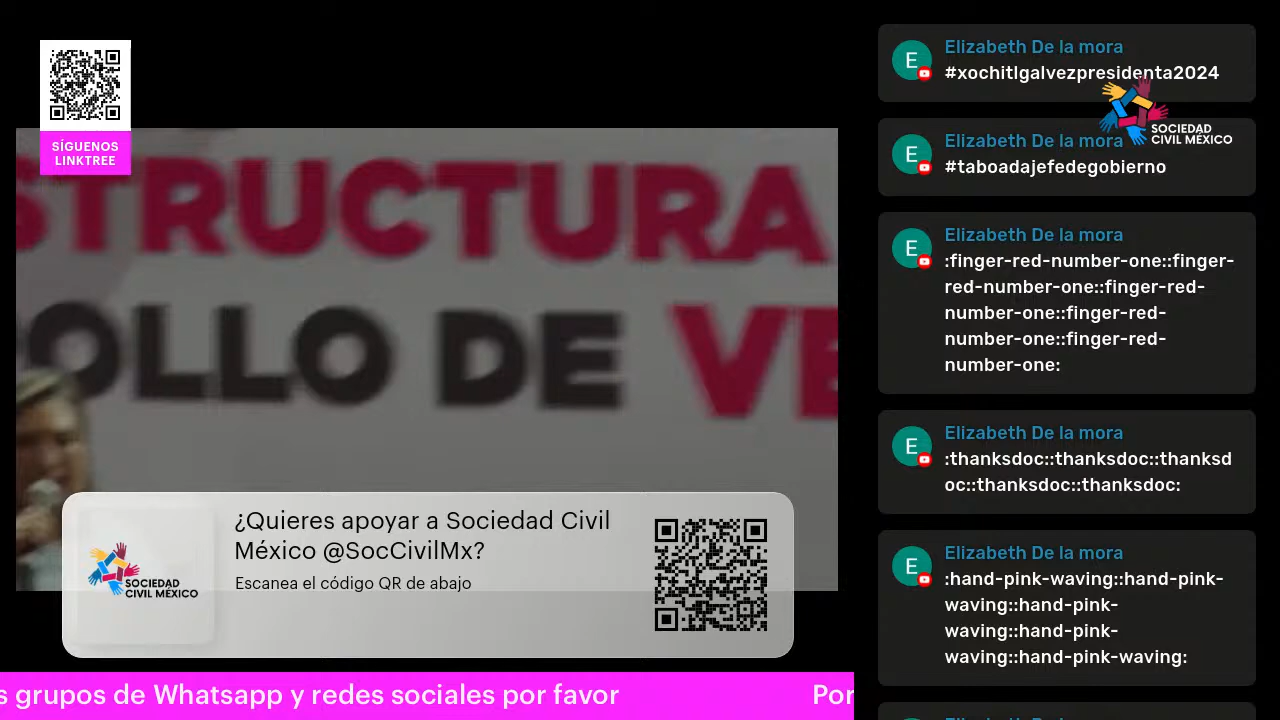 SÍGUENOS
LINKTREE
STRUCTURA
OLLO DE VE
¿Quieres apoyar a Sociedad Civil
México @SocCivilMx?
Escanea el código QR de abajo
SOCIEDAD
CIVIL MÉXICO
s grupos de Whatsapp y redes sociales por favor Por
Elizabeth De la mora
#xochitlgalvezpresidenta2024
SOCIEDAD
CIVIL MÉXICO
Elizabeth De la mora
#taboadajefedegobierno
Elizabeth De la mora
:finger-red-number-one::finger-
red-number-one::finger-red-
number-one::finger-red-
number-one::finger-red-
number-one:
Elizabeth De la mora
:thanksdoc::thanksdoc::thanksd
oc::thanksdoc::thanksdoc:
Elizabeth De la mora
:hand-pink-waving::hand-pink-
waving::hand-pink-
waving::hand-pink-
waving::hand-pink-waving: